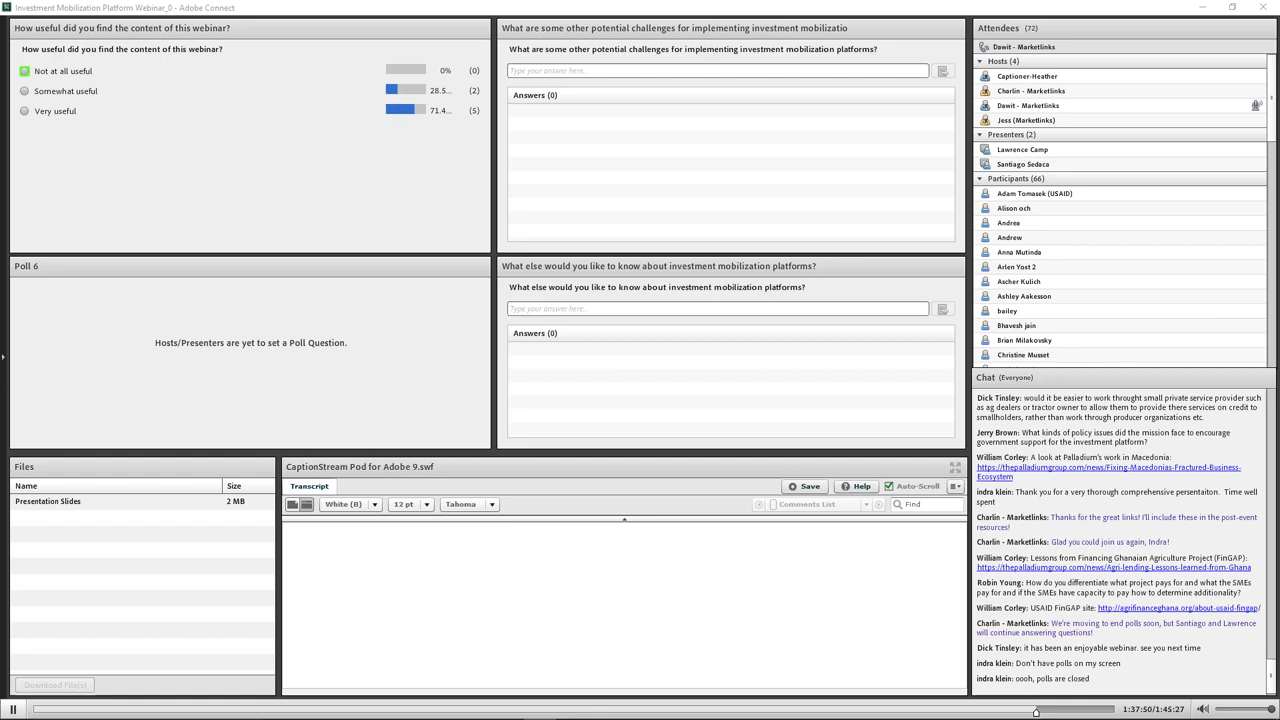 Investment Mobilization Platform Webinar_0 - Adobe Connect
How useful did you find the content of this webinar?
How useful did you find the content of this webinar?
Not at all useful 0% (0)
Somewhat useful 28.5... (2)
Very useful 71.4... (5)
What are some other potential challenges for implementing investment mobilizatio
What are some other potential challenges for implementing investment mobilization platforms?
Type your answer here...
Answers (0)
Poll 6
Hosts/Presenters are yet to set a Poll Question.
What else would you like to know about investment mobilization platforms?
What else would you like to know about investment mobilization platforms?
Type your answer here...
Answers (0)
Files
Name Size
Presentation Slides 2 MB
Download File(s)
CaptionStream Pod for Adobe 9.swf
Transcript Save Help Auto-Scroll
White (B) 12 pt Tahoma Comments List Find
Attendees (72)
Dawit - Marketlinks
Hosts (4)
Captioner-Heather
Charlin - Marketlinks
Dawit - Marketlinks
Jess (Marketlinks)
Presenters (2)
Lawrence Camp
Santiago Sedaca
Participants (66)
Adam Tomasek (USAID)
Alison och
Andrea
Andrew
Anna Mutinda
Arlen Yost 2
Ascher Kulich
Ashley Aakesson
bailey
Bhavesh jain
Brian Milakovsky
Christine Musset
Chat (Everyone)
Dick Tinsley: would it be easier to work throught small private service provider such
as ag dealers or tractor owner to allow them to provide there services on credit to
smallholders, rather than work through producer organizations etc.
Jerry Brown: What kinds of policy issues did the mission face to encourage
government support for the investment platform?
William Corley: A look at Palladium's work in Macedonia:
https://thepalladiumgroup.com/news/Fixing-Macedonias-Fractured-Business-
Ecosystem
indra klein: Thank you for a very thorough comprehensive persentaiton. Time well
spent
Charlin - Marketlinks: Thanks for the great links! I'll include these in the post-event
resources!
Charlin - Marketlinks: Glad you could join us again, Indra!
William Corley: Lessons from Financing Ghanaian Agriculture Project (FinGAP):
https://thepalladiumgroup.com/news/Agri-lending-Lessons-learned-from-Ghana
Robin Young: How do you differentiate what project pays for and what the SMEs
pay for and if the SMEs have capacity to pay how to determine additionality?
William Corley: USAID FinGAP site: http://agrifinanceghana.org/about-usaid-fingap/
Charlin - Marketlinks: We're moving to end polls soon, but Santiago and Lawrence
will continue answering questions!
Dick Tinsley: it has been an enjoyable webinar. see you next time
indra klein: Don't have polls on my screen
indra klein: oooh, polls are closed
1:37:50/1:45:27